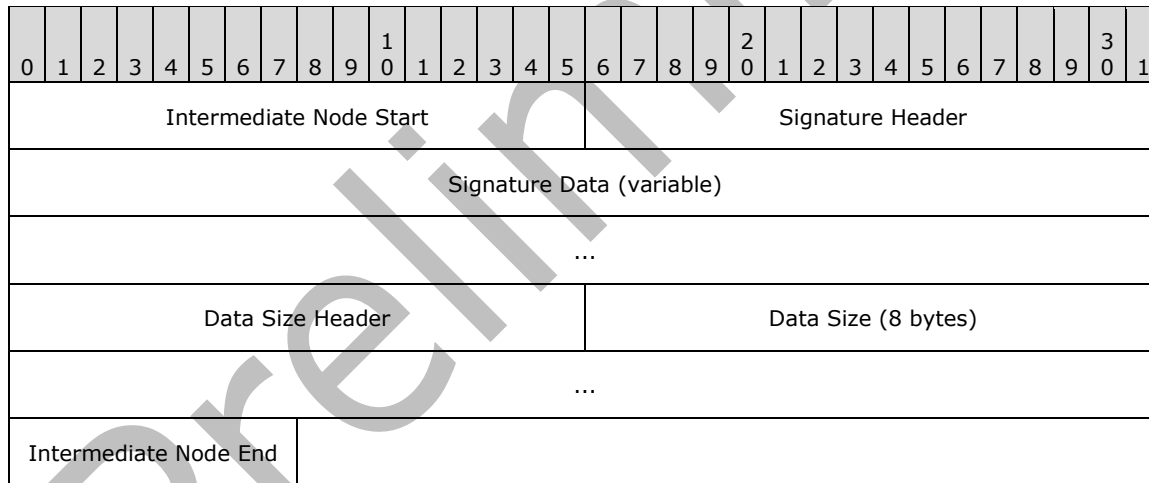 0 1 2 3 4 5 6 7 8 9 1 0 1 2 3 4 5 6 7 8 9 2 0 1 2 3 4 5 6 7 8 9 3 0 1
Intermediate Node Start Signature Header
Signature Data (variable)
...
Data Size Header Data Size (8 bytes)
...
Intermediate Node End
Prelim